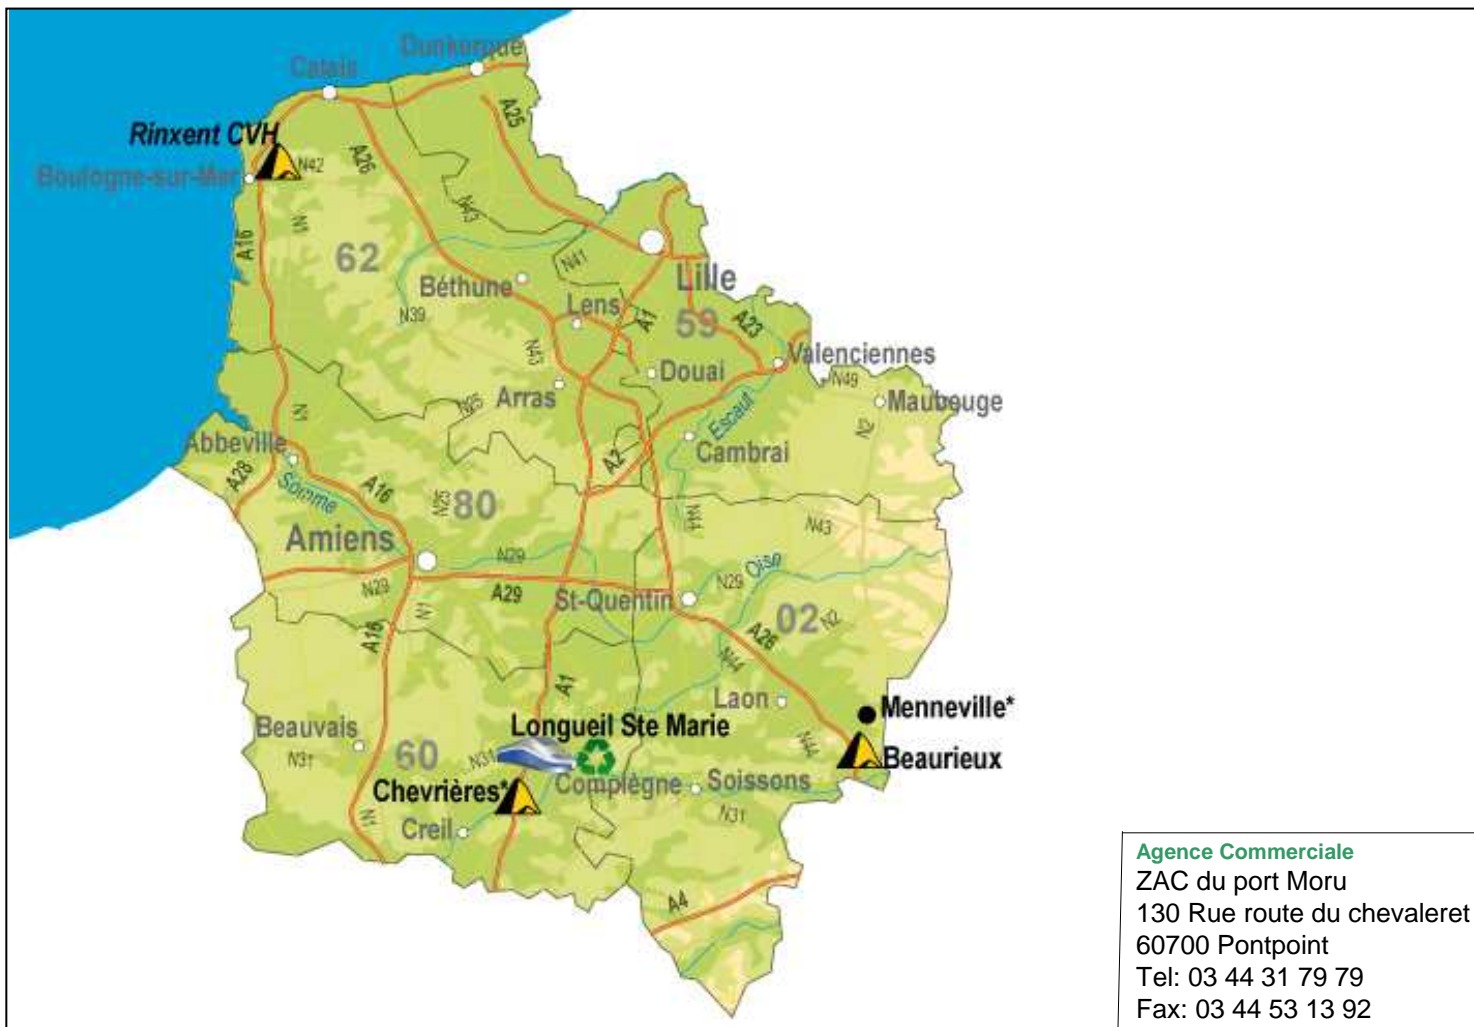 Dunkerque
Calais
A25
Rinxent CVH
N42
A26
Boulogne-sur-Mer
N43
N1
A16
62
N41
Lille
Béthune
Lens
A1
59
A23
N39
N43
Valenciennes
Douai
N49
Arras
N25
Maubeuge
Escaut
N1
N2
Abbeville
Cambrai
A28
Somme
A16
A2
N25
80
N44
N43
Amiens
N29
Oise
N29
N29
A29
St-Quentin
02
N2
N1
A16
A26
N44
A1
Laon
Menneville*
Beauvais
Longueil Ste Marie
N31
60
N31
N44
Beaurieux
Chevrières*
Compiègne
Soissons
N31
N1
Creil
A4
Agence Commerciale
ZAC du port Moru
130 Rue route du chevaleret
60700 Pontpoint
Tel: 03 44 31 79 79
Fax: 03 44 53 13 92